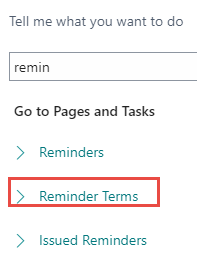 Tell me what you want to do
remin
Go to Pages and Tasks
Reminders
Reminder Terms
Issued Reminders